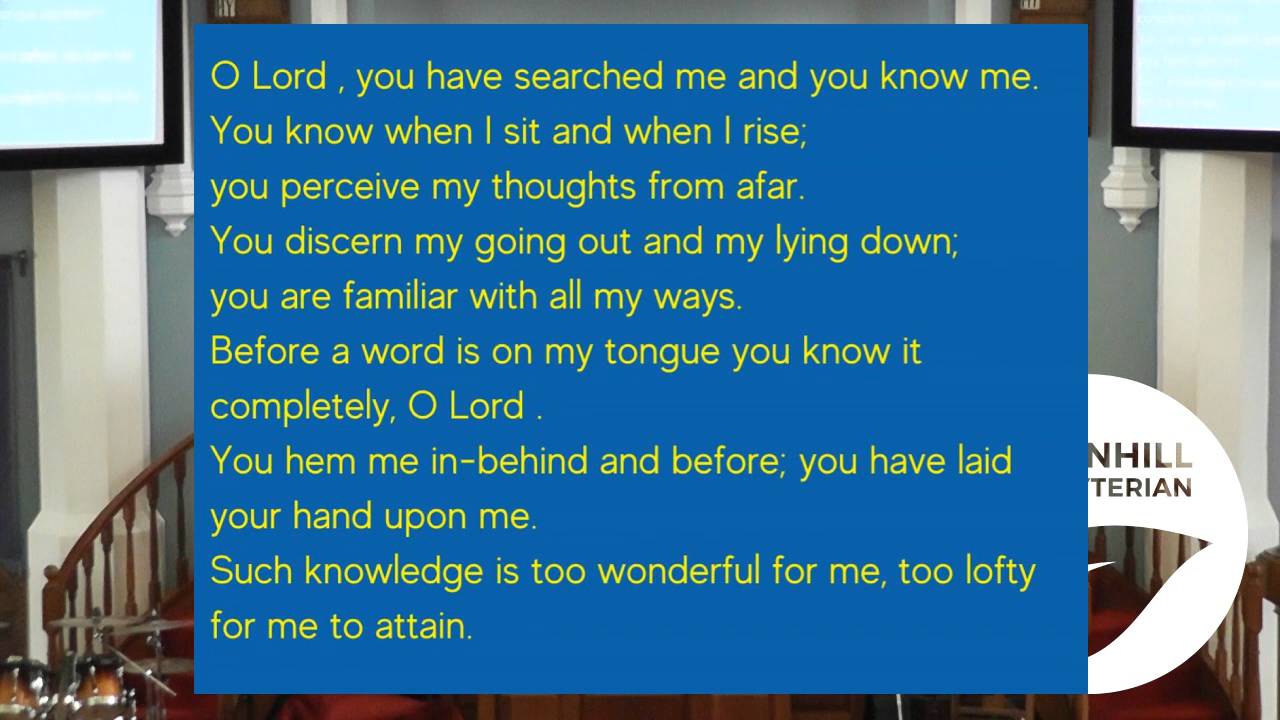 O Lord , you have searched me and you know me.
You know when I sit and when I rise;
you perceive my thoughts from afar.
You discern my going out and my lying down;
you are familiar with all my ways.
Before a word is on my tongue you know it
completely, O Lord .
You hem me in-behind and before; you have laid
your hand upon me.
Such knowledge is too wonderful for me, too lofty
for me to attain.
NHILL
TERIAN